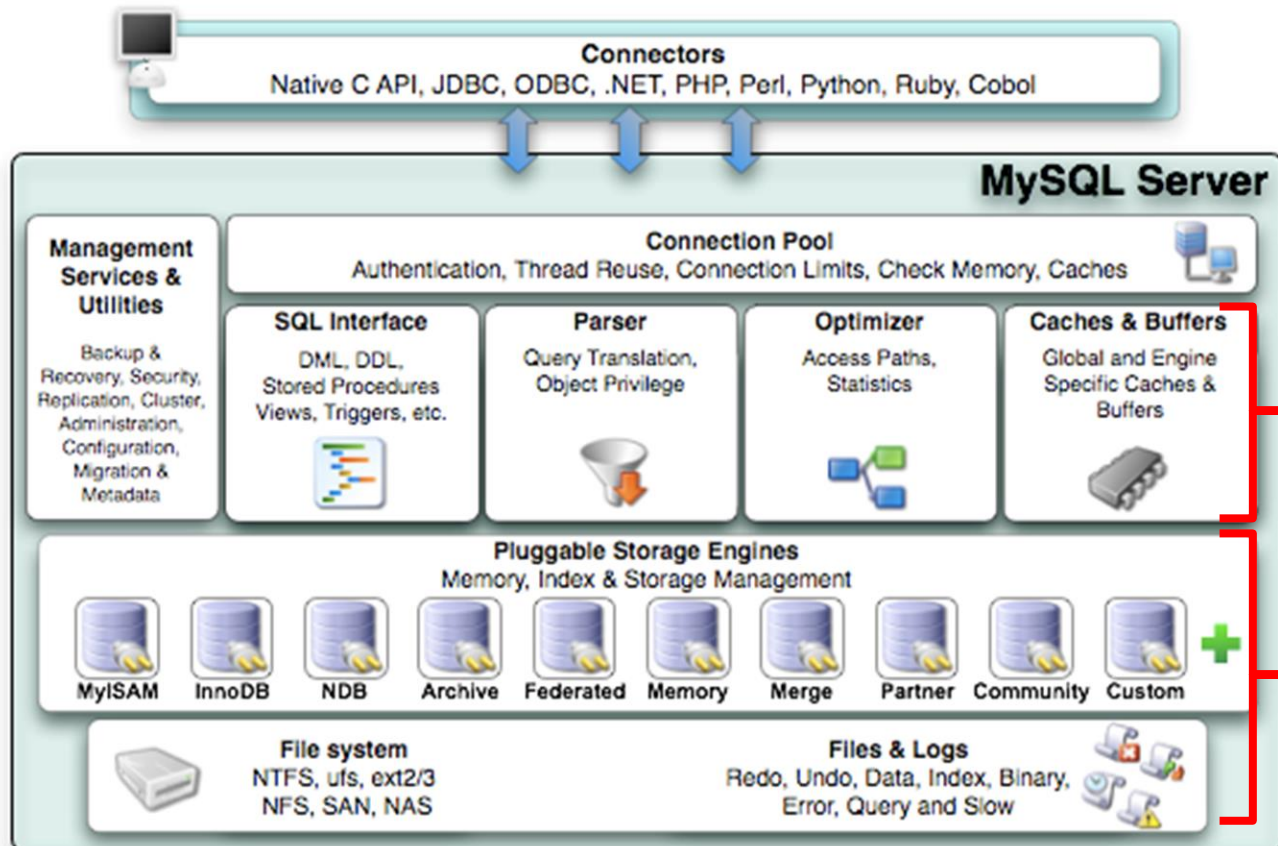 Connectors
Native C API, JDBC, ODBC, .NET, PHP, Perl, Python, Ruby, Cobol
MySQL Server
Management
Services &
Utilities
Backup &
Recovery, Security,
Replication, Cluster,
Administration,
Configuration,
Migration &
Metadata
Connection Pool
Authentication, Thread Reuse, Connection Limits, Check Memory, Caches
SQL Interface
DML, DDL,
Stored Procedures
Views, Triggers, etc.
Parser
Query Translation,
Object Privilege
Optimizer
Access Paths,
Statistics
Caches & Buffers
Global and Engine
Specific Caches &
Buffers
Pluggable Storage Engines
Memory, Index & Storage Management
MyISAM
InnoDB
NDB
Archive
Federated
Memory
Merge
Partner
Community
Custom
File system
NTFS, ufs, ext2/3
NFS, SAN, NAS
Files & Logs
Redo, Undo, Data, Index, Binary,
Error, Query and Slow